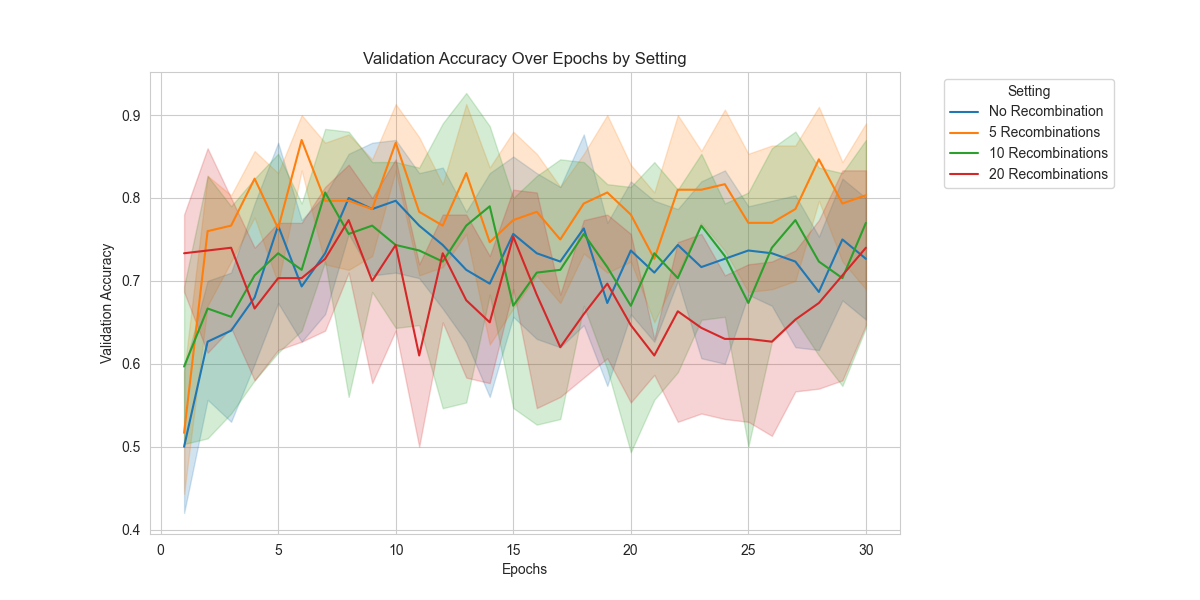 Validation Accuracy Over Epochs by Setting
Validation Accuracy
0.9
0.8
0.7
0.6
0.5
0.4
0 5 10 15 20 25 30
Epochs
Setting
No Recombination
5 Recombinations
10 Recombinations
20 Recombinations